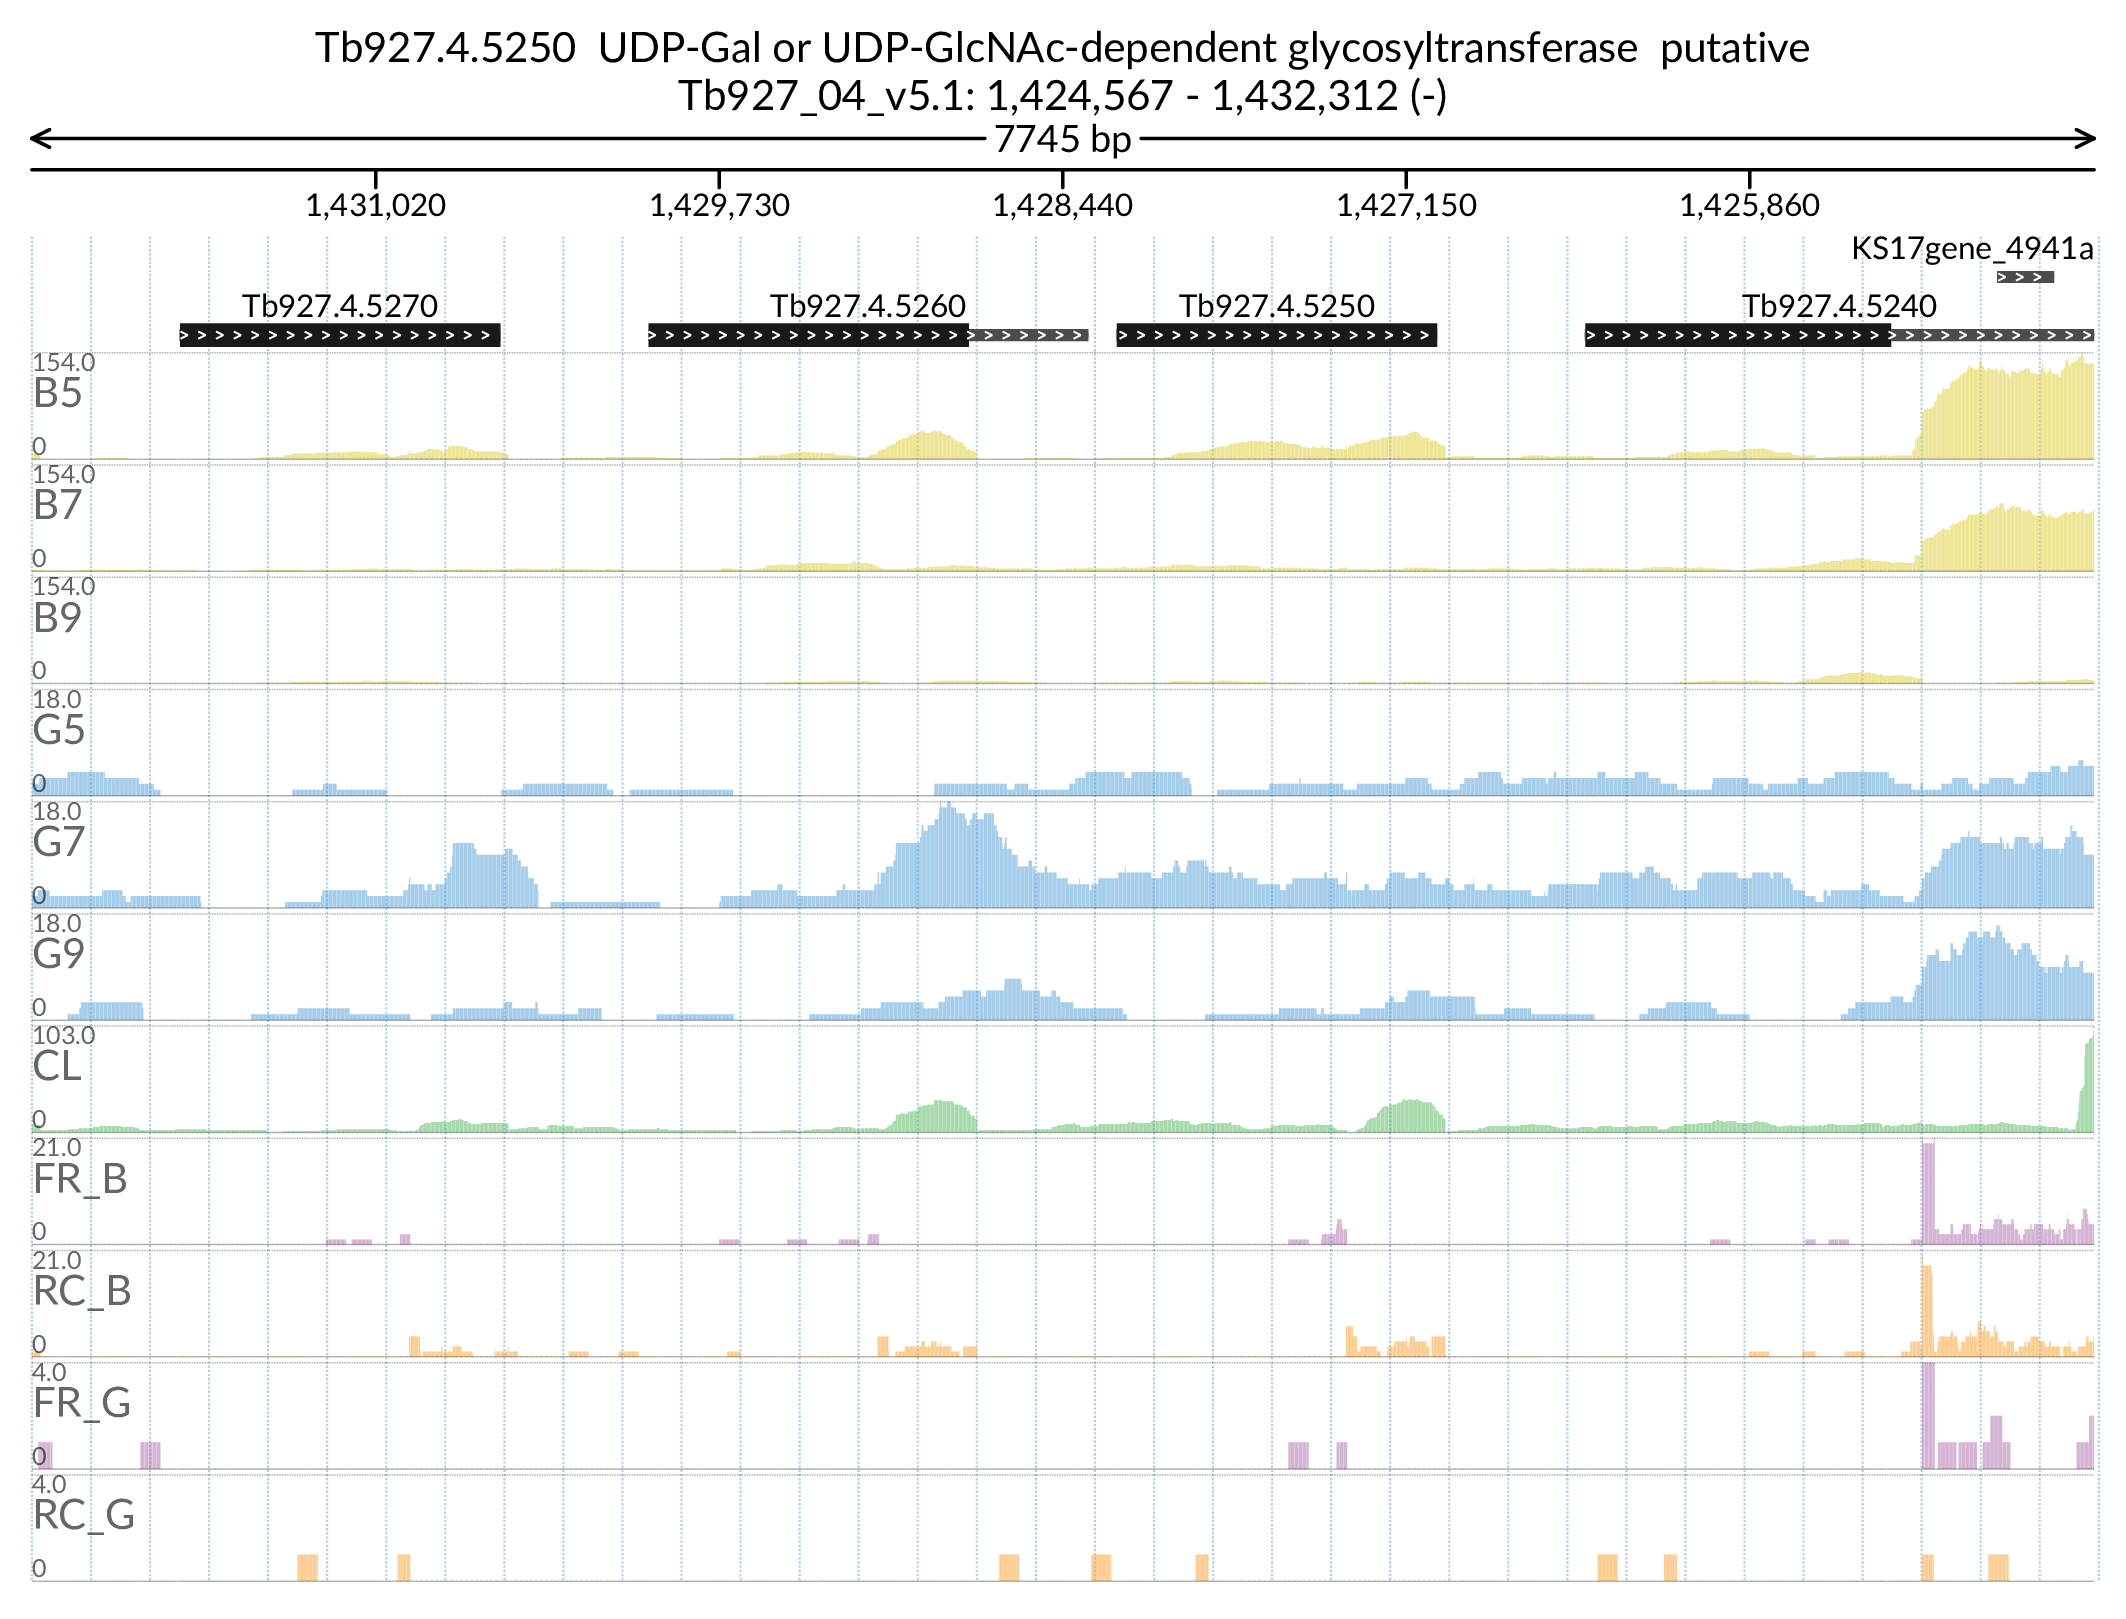 Tb927.4.5250  UDP-Gal or UDP-GlcNAc-dependent glycosyltransferase  putative
Tb927_04_v5.1: 1,424,567 - 1,432,312 (-)
7745 bp
1,431,020 1,429,730 1,428,440 1,427,150 1,425,860
KS17gene_4941a
Tb927.4.5270 Tb927.4.5260 Tb927.4.5250 Tb927.4.5240
154.0
B5
0
154.0
B7
0
154.0
B9
0
18.0
G5
0
18.0
G7
0
18.0
G9
0
103.0
CL
0
21.0
FR_B
0
21.0
RC_B
0
4.0
FR_G
0
4.0
RC_G
0